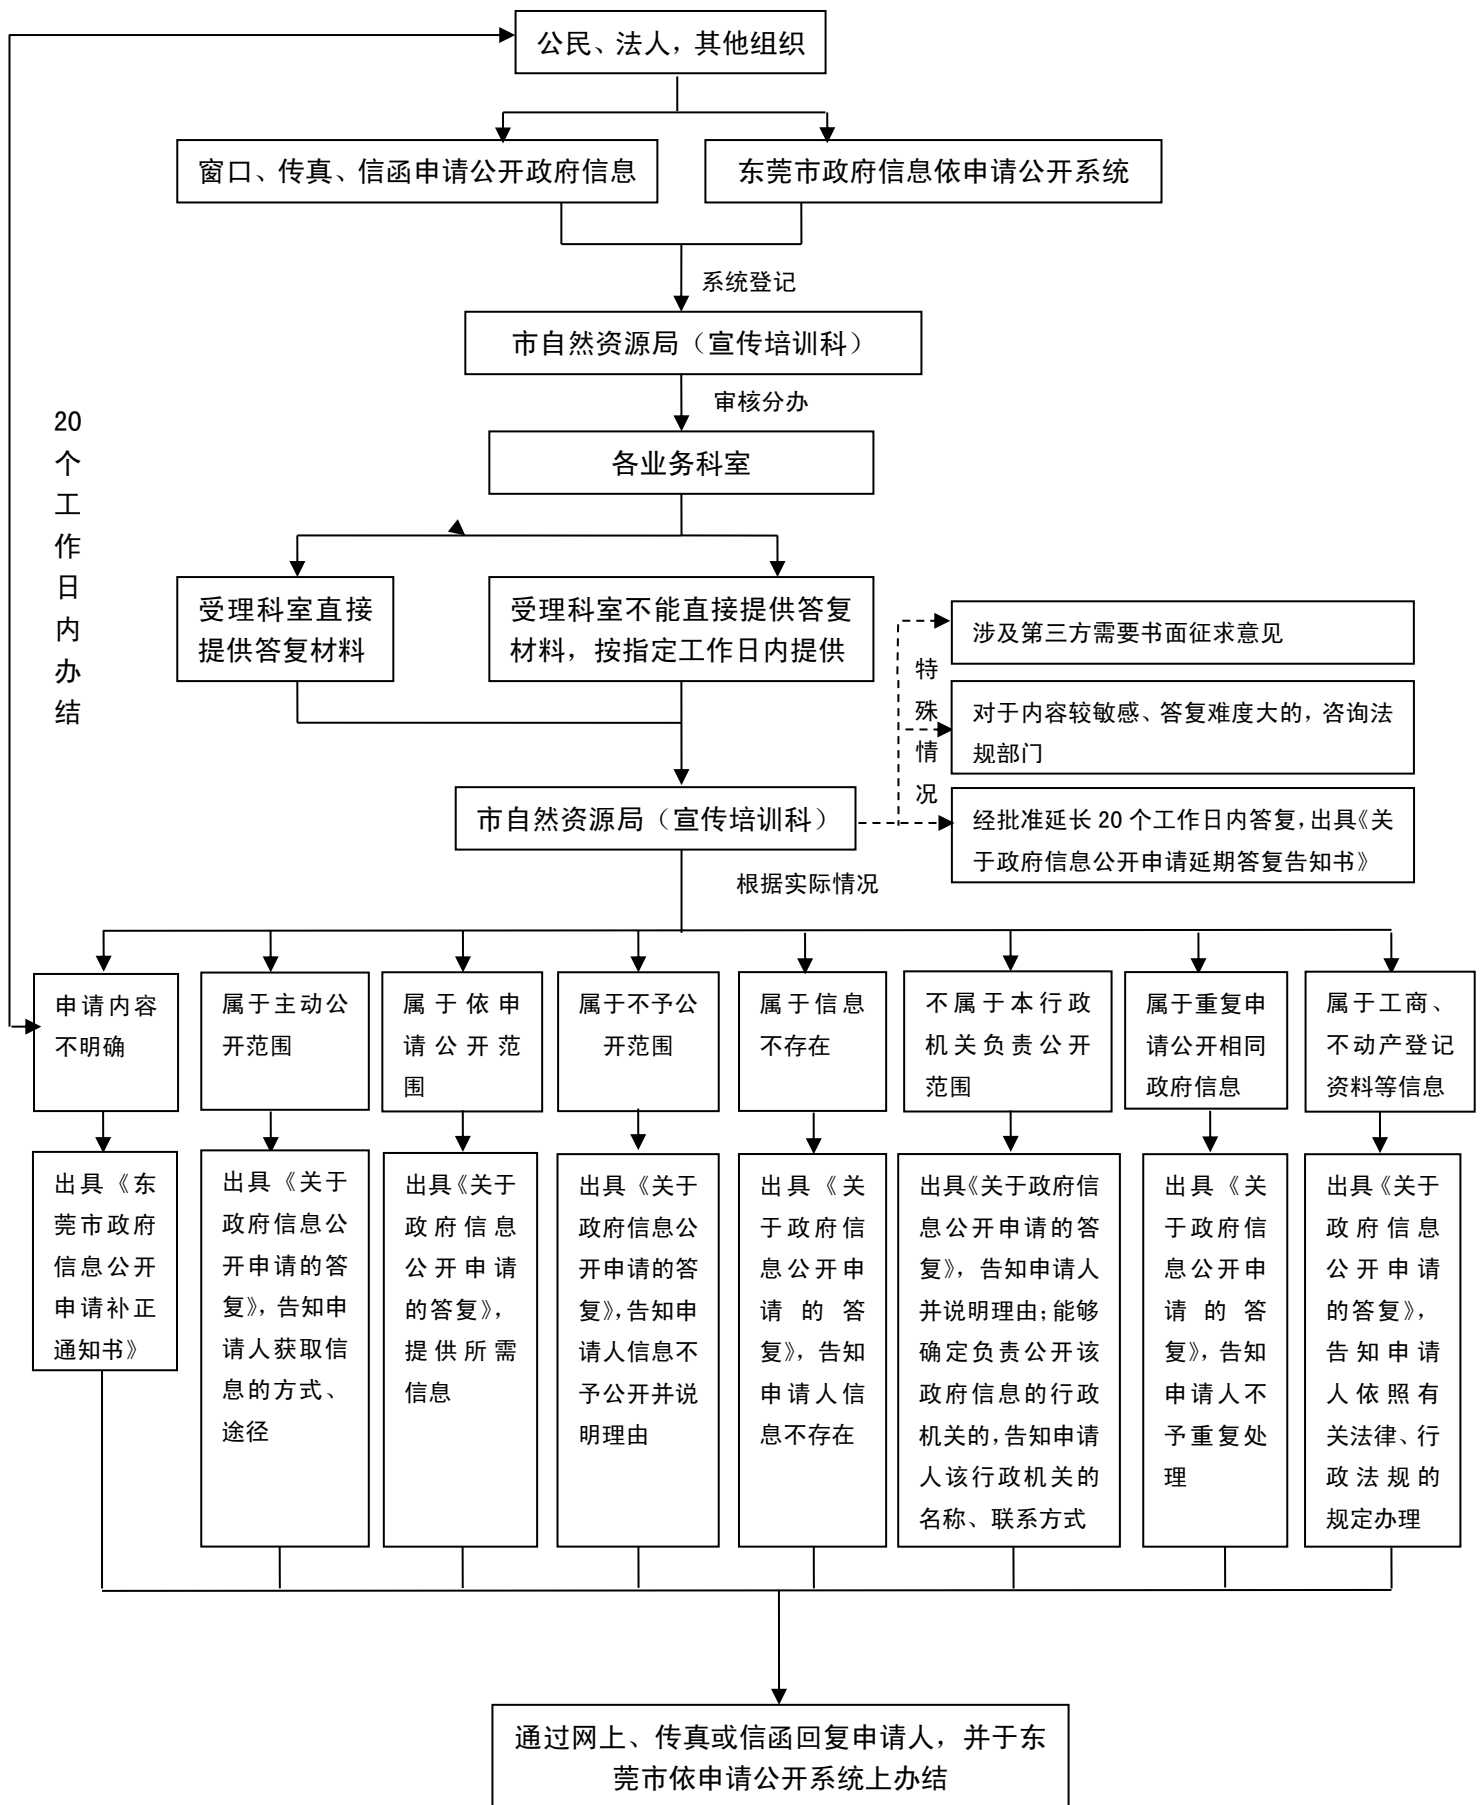 公民、法人，其他组织
窗口、传真、信函申请公开政府信息
东莞市政府信息依申请公开系统
系统登记
市自然资源局（宣传培训科）
审核分办
各业务科室
20
个
工
作
日
内
办
结
受理科室直接
提供答复材料
受理科室不能直接提供答复
材料，按指定工作日内提供
特
殊
情
况
涉及第三方需要书面征求意见
对于内容较敏感、答复难度大的，咨询法
规部门
经批准延长 20 个工作日内答复，出具《关
于政府信息公开申请延期答复告知书》
市自然资源局（宣传培训科）
根据实际情况
申请内容
不明确
属于主动公
开范围
属于依申
请公开范
围
属于不予公
开范围
属于信息
不存在
不属于本行政
机关负责公开
范围
属于重复申
请公开相同
政府信息
属于工商、
不动产登记
资料等信息
出具《东
莞市政府
信息公开
申请补正
通知书》
出具《关于
政府信息公
开申请的答
复》，告知申
请人获取信
息的方式、
途径
出具《关于
政府信息
公开申请
的答复》，
提供所需
信息
出具《关于
政府信息公
开申请的答
复》，告知申
请人信息不
予公开并说
明理由
出具《关
于政府信
息公开申
请的答
复》，告知
申请人信
息不存在
出具《关于政府信
息公开申请的答
复》，告知申请人
并说明理由；能够
确定负责公开该
政府信息的行政
机关的，告知申请
人该行政机关的
名称、联系方式
出具《关
于政府信
息公开申
请的答
复》，告知
申请人不
予重复处
理
出具《关于
政府信息
公开申请
的答复》，
告知申请
人依照有
关法律、行
政法规的
规定办理
通过网上、传真或信函回复申请人，并于东
莞市依申请公开系统上办结